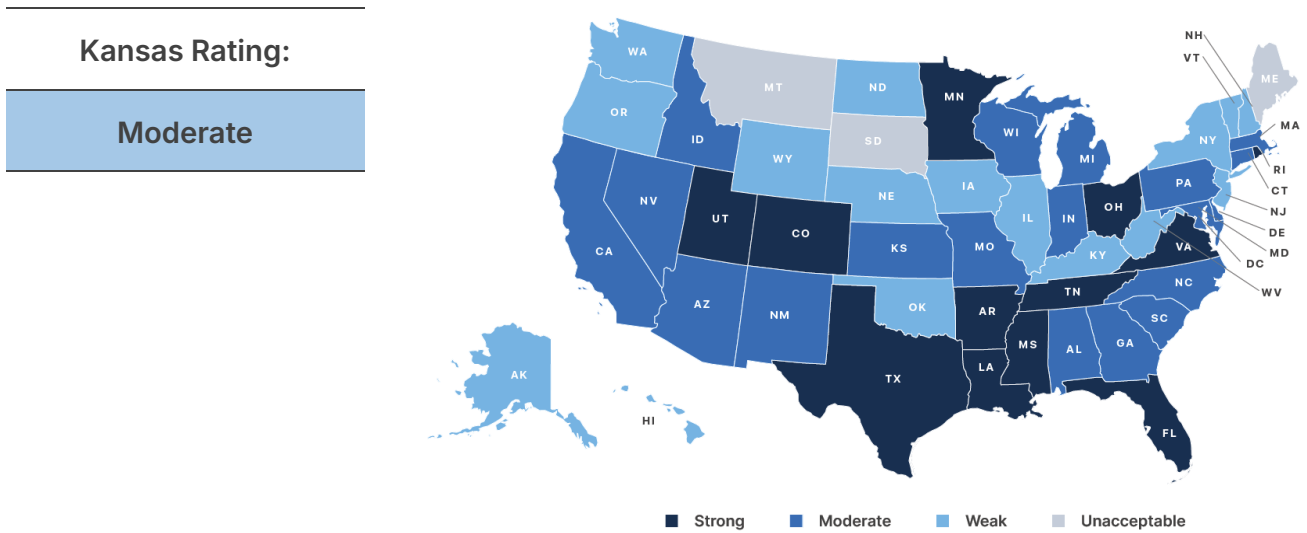 Kansas Rating:
Moderate
NH
VT
WA
MT
ND
MN
ME
OR
ID
SD
WI
MI
NY
MA
WY
RI
IA
PA
CT
NE
NV
UT
IL
IN
OH
NJ
CO
DE
KS
MO
VA
MD
CA
KY
DC
WV
NC
AZ
NM
OK
AR
TN
SC
MS
AL
GA
LA
TX
AK
HI
FL
Strong
Moderate
Weak
Unacceptable